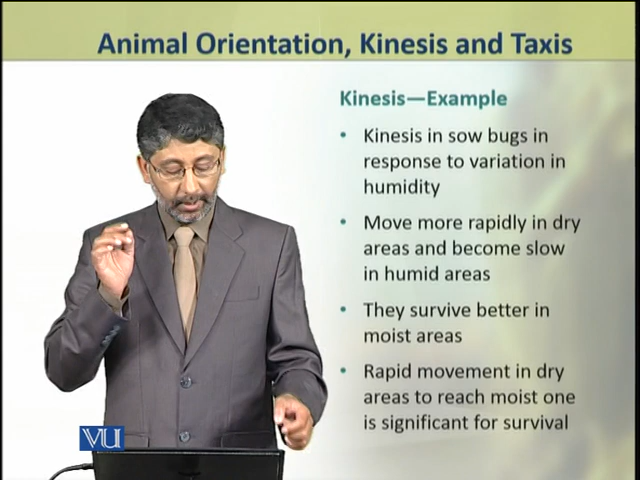 Animal Orientation, Kinesis and Taxis
Kinesis—Example
• Kinesis in sow bugs in
response to variation in
humidity
• Move more rapidly in dry
areas and become slow
in humid areas
• They survive better in
moist areas
• Rapid movement in dry
areas to reach moist one
is significant for survival
VU